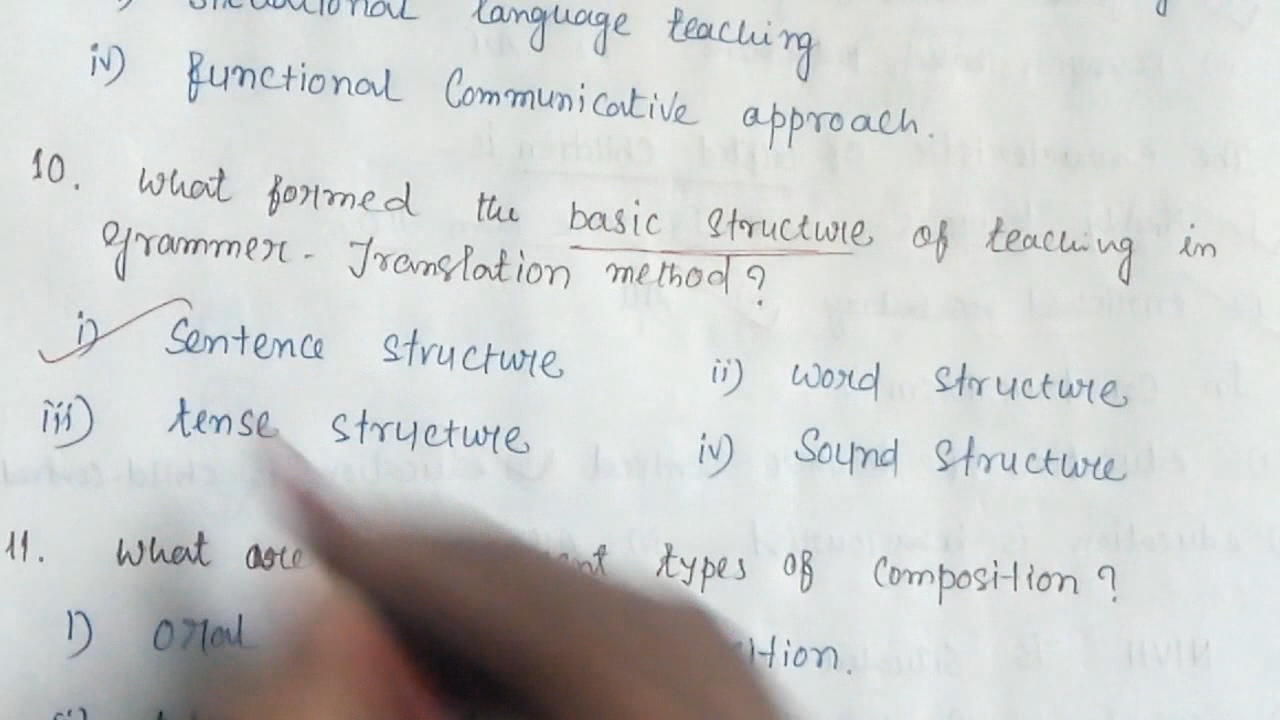 language teaching
iv) functional Communicative approach.
10. What formed the basic structure of teaching in
grammer - Translation method?
i) Sentence structure ii) word structure
iii) tense structure iv) Sound structure
11. What are types of Composition?
1) oral